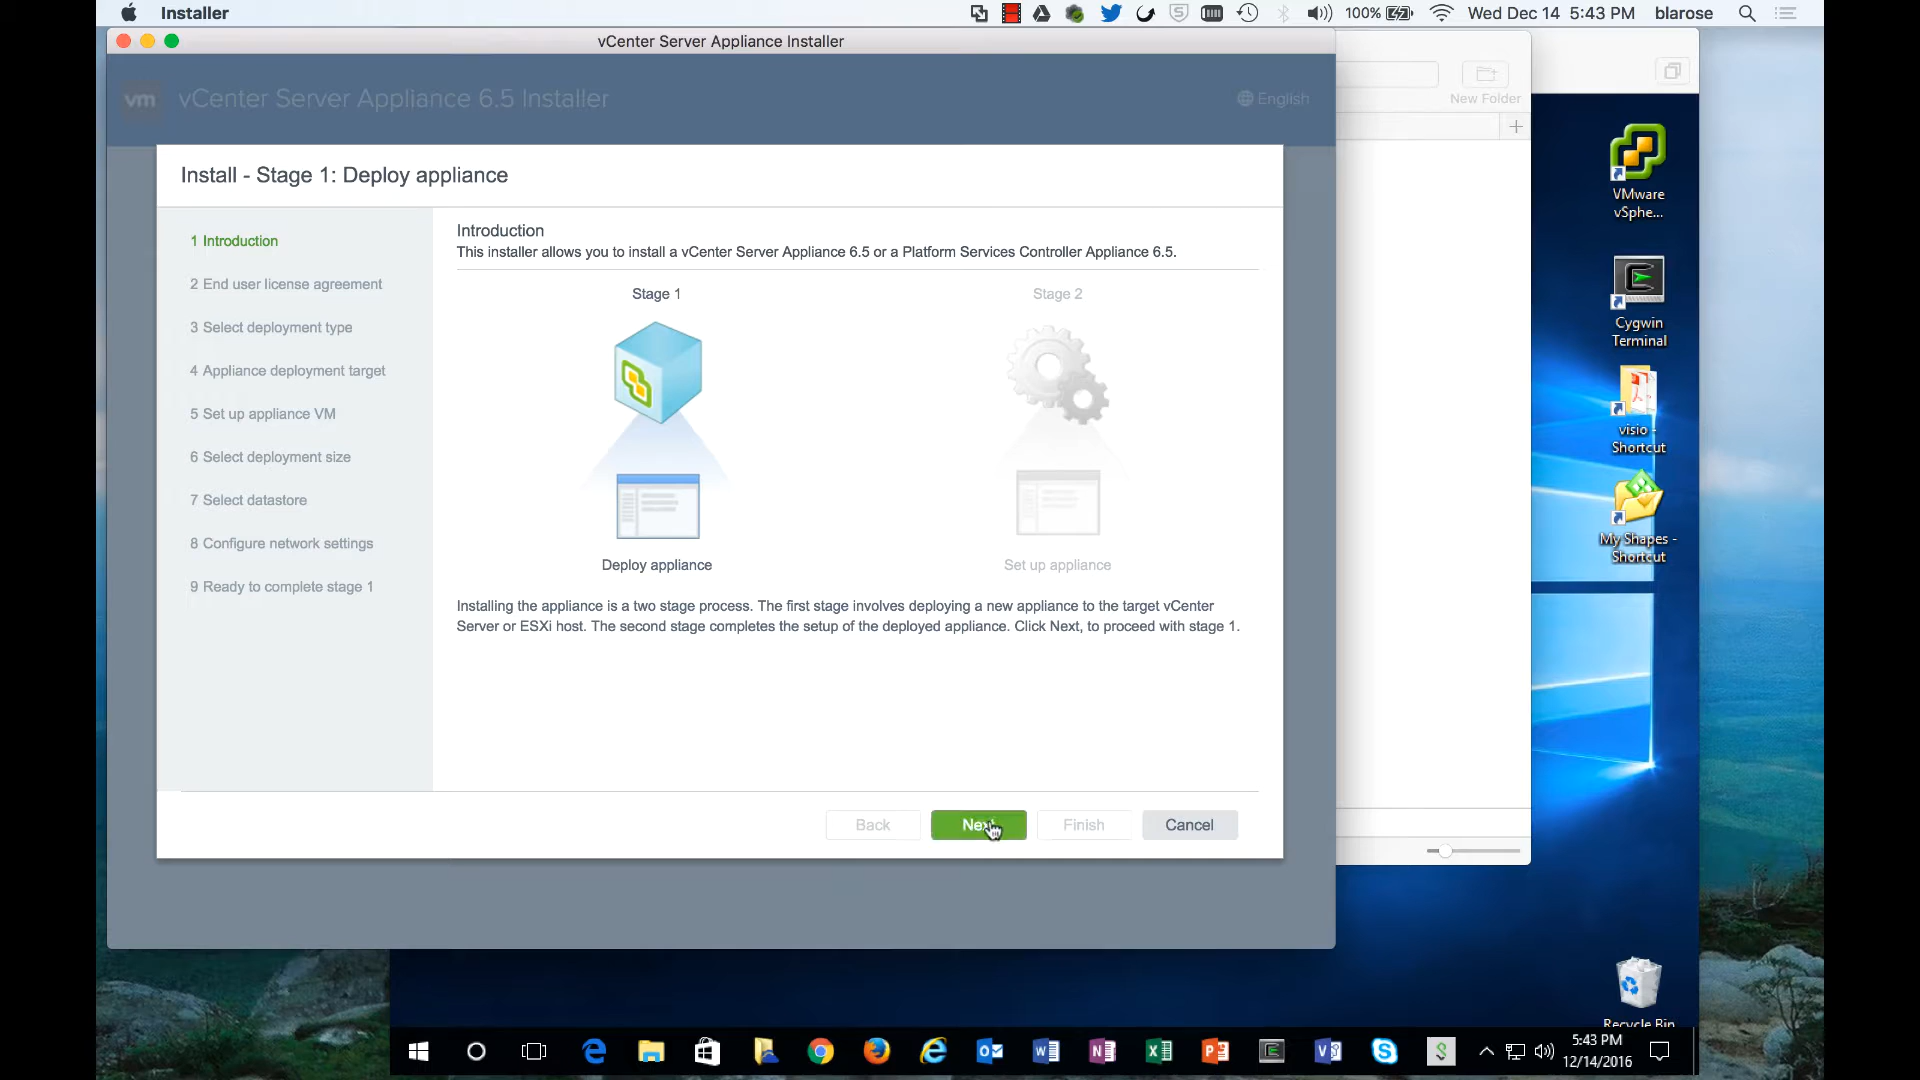 Installer
100%
Wed Dec 14 5:43 PM
blarose
vCenter Server Appliance Installer
vm
vCenter Server Appliance 6.5 Installer
English
New Folder
Install - Stage 1: Deploy appliance
1 Introduction
2 End user license agreement
3 Select deployment type
4 Appliance deployment target
5 Set up appliance VM
6 Select deployment size
7 Select datastore
8 Configure network settings
9 Ready to complete stage 1
Introduction
This installer allows you to install a vCenter Server Appliance 6.5 or a Platform Services Controller Appliance 6.5.
Stage 1
Stage 2
Deploy appliance
Set up appliance
Installing the appliance is a two stage process. The first stage involves deploying a new appliance to the target vCenter
Server or ESXi host. The second stage completes the setup of the deployed appliance. Click Next, to proceed with stage 1.
Back
Next
Finish
Cancel
VMware
vSphe...
Cygwin
Terminal
visio -
Shortcut
My Shapes -
Shortcut
Recycle Bin
5:43 PM
12/14/2016